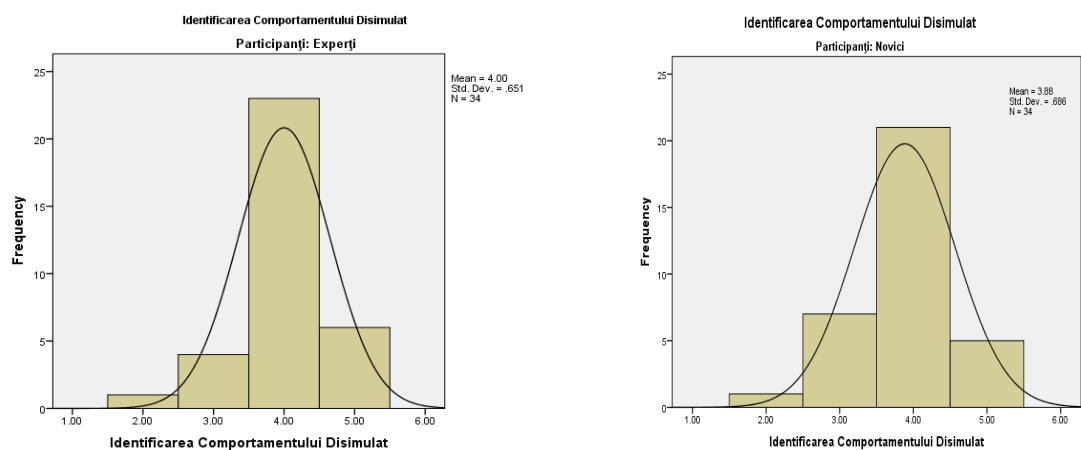 Identificarea Comportamentului Disimulat
Participanţi: Experţi
Mean = 4.00
Std. Dev. = .651
N = 34
25
20
15
10
5
0
Frequency
1.00 2.00 3.00 4.00 5.00 6.00
Identificarea Comportamentului Disimulat
Identificarea Comportamentului Disimulat
Participanţi: Novici
Mean = 3.88
Std. Dev. = .686
N = 34
25
20
15
10
5
0
Frequency
1.00 2.00 3.00 4.00 5.00 6.00
Identificarea Comportamentului Disimulat